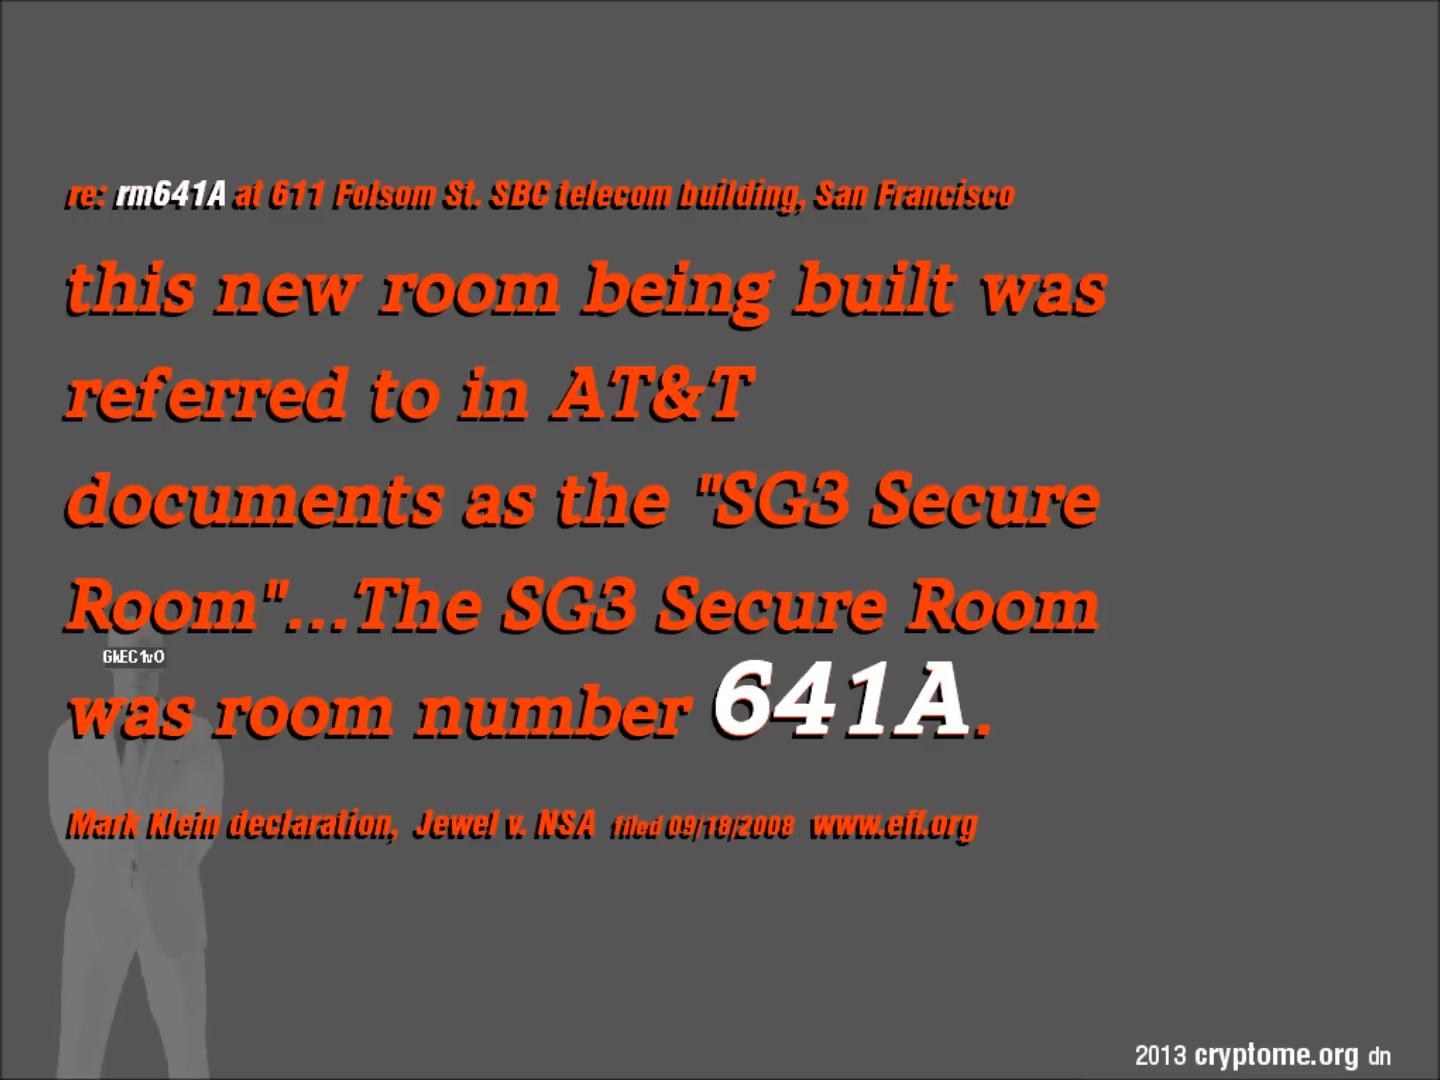 re: rm641A at 611 Folsom St. SBC telecom building, San Francisco
this new room being built was
referred to in AT&T
documents as the "SG3 Secure
Room"...The SG3 Secure Room
was room number 641A.
Mark Klein declaration, Jewel v. NSA filed 09/18/2008 www.eff.org
2013 cryptome.org dn